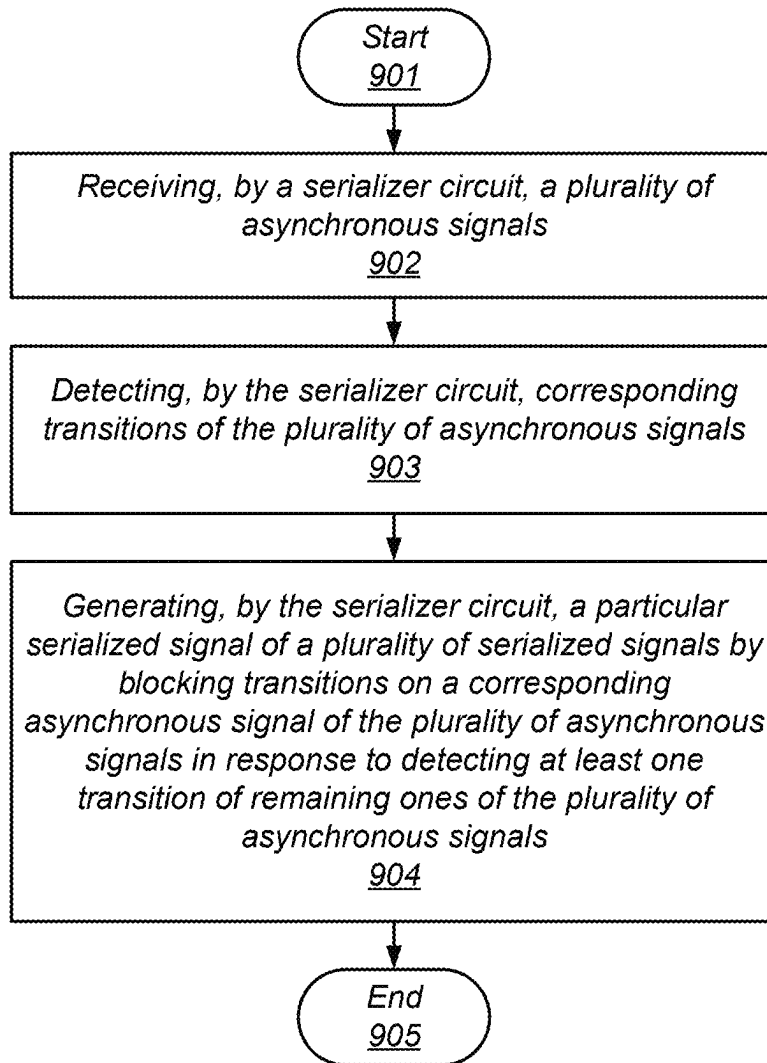 Start
901
Receiving, by a serializer circuit, a plurality of
asynchronous signals
902
Detecting, by the serializer circuit, corresponding
transitions of the plurality of asynchronous signals
903
Generating, by the serializer circuit, a particular
serialized signal of a plurality of serialized signals by
blocking transitions on a corresponding
asynchronous signal of the plurality of asynchronous
signals in response to detecting at least one
transition of remaining ones of the plurality of
asynchronous signals
904
End
905